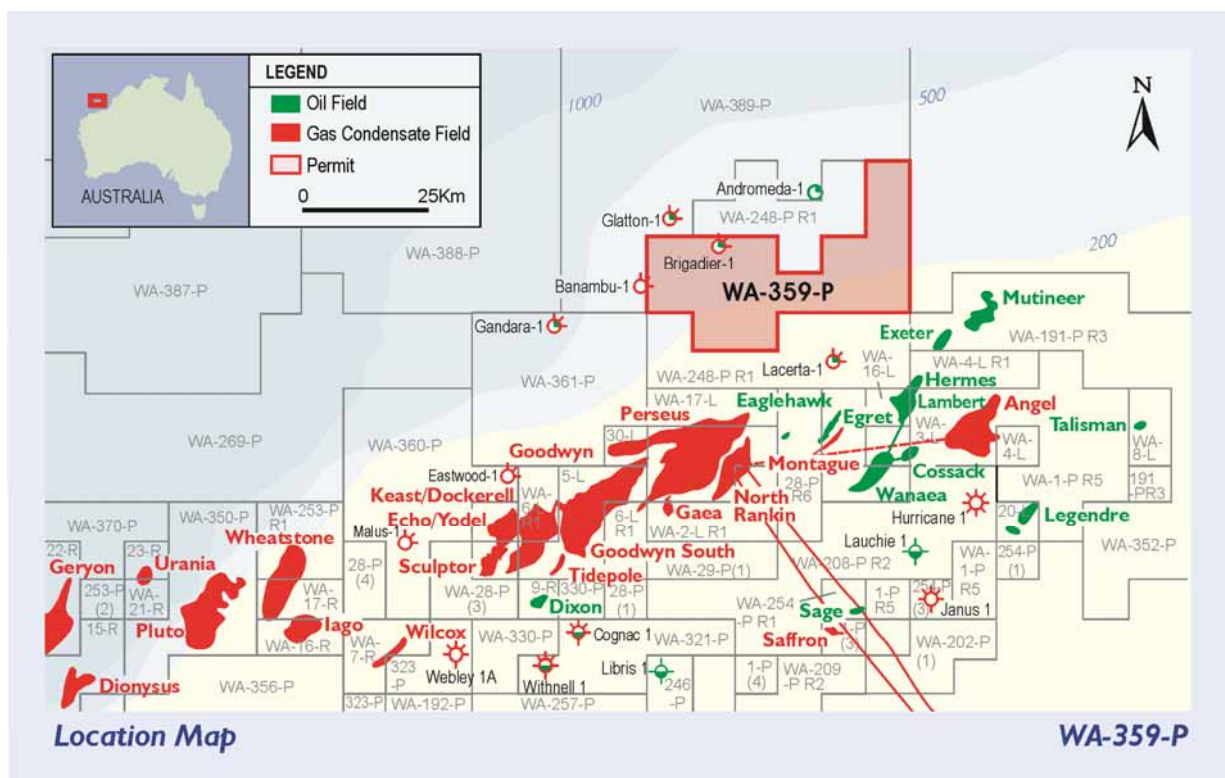 LEGEND
Oil Field
Gas Condensate Field
Permit
0 25Km
AUSTRALIA
N
1000
500
200
WA-389-P
Andromeda-1
WA-248-P R1
Glatton-1
Brigadier-1
WA-388-P
WA-387-P
Banambu-1
WA-359-P
Mutineer
Exeter
WA-191-P R3
Gandara-1
WA-361-P
WA-248-P R1
Lacerta-1
WA-
16-L
WA-4-L R1
Hermes
Lambert
WA-17-L
Eaglehawk
Egret
Angel
Perseus
WA-269-P
WA-360-P
Goodwyn
30-L
WA-
3-L
WA-
4-L
Talisman
WA-
8-L
Eastwood-1
5-L
Montague
Cossack
WA-1-P R5
191
-PR3
Keast/Dockerell
WA-
6-L
R1
28-P
R6
Wanaea
North
Rankin
Gaea
6-L
R1
WA-2-L R1
Hurricane 1
20-L
Legendre
WA-370-P
WA-350-P
WA-253-P
R1
Wheatstone
Echo/Yodel
Malus-1
Goodwyn South
Lauchie 1
WA-352-P
22-R
23-R
Geryon
Urania
Sculptor
Tidepole
WA-29-P(1)
WA-208-P R2
WA-
1-P
R5
254-P
(1)
253-P
(2)
WA-
21-R
WA-
17-R
28-P
(4)
WA-28-P
(3)
9-R
330-P
28-P
(1)
Dixon
WA-254
-P R1
Sage
1-P
R5
254-P
(3)
Janus 1
15-R
Pluto
Iago
WA-16-R
WA-
7-R
Wilcox
WA-330-P
Cognac 1
WA-321-P
Saffron
-P
(3)
WA-202-P
(1)
Dionysus
WA-356-P
323
-P
Webley 1A
Withnell 1
Libris 1
246
-P
1-P
(4)
WA-209
-P R2
323-P
WA-192-P
WA-257-P
Location Map
WA-359-P